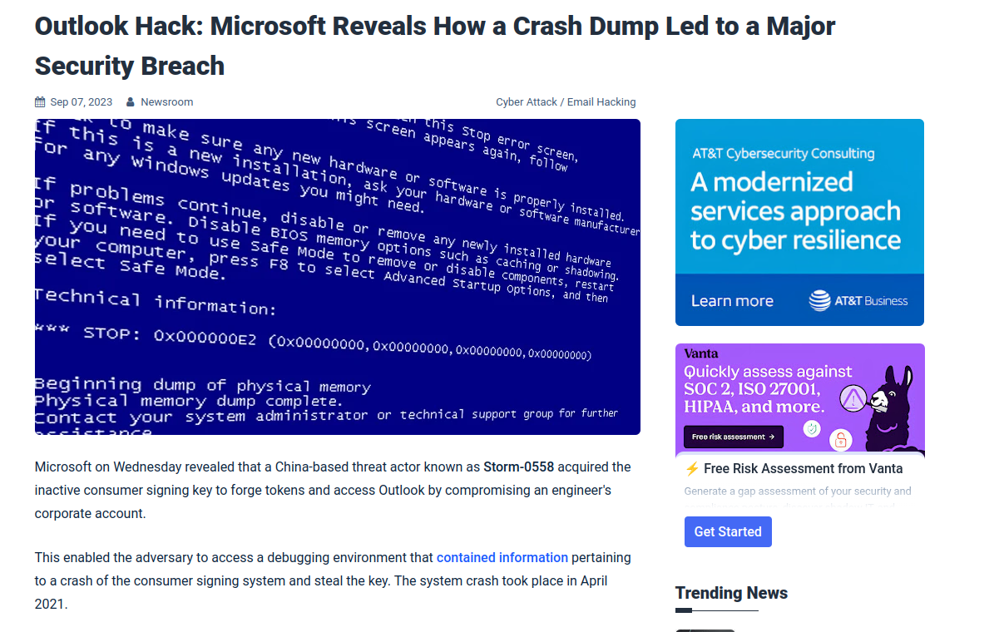 Outlook Hack: Microsoft Reveals How a Crash Dump Led to a Major
Security Breach
Sep 07, 2023 Newsroom
Cyber Attack / Email Hacking
this Stop error screen,
screen appears again, follow
to make sure any new hardware or software is properly installed.
If this is a new installation, ask your hardware or software manufacturer
for any windows updates you might need.
If problems continue, disable or remove any newly installed hardware
or software. Disable BIOS memory options such as caching or shadowing.
If you need to use Safe Mode to remove or disable components, restart
your computer, press F8 to select Advanced Startup Options, and then
select Safe Mode.
Technical information:
*** STOP: 0x000000E2 (0x00000000,0x00000000,0x00000000,0x00000000)
Beginning dump of physical memory
Physical memory dump complete.
Contact your system administrator or technical support group for further
assistance
Microsoft on Wednesday revealed that a China-based threat actor known as Storm-0558 acquired the
inactive consumer signing key to forge tokens and access Outlook by compromising an engineer's
corporate account.
This enabled the adversary to access a debugging environment that contained information pertaining
to a crash of the consumer signing system and steal the key. The system crash took place in April
2021.
AT&T Cybersecurity Consulting
A modernized
services approach
to cyber resilience
Learn more
AT&T Business
Vanta
Quickly assess against
SOC 2, ISO 27001,
HIPAA, and more.
Free risk assessment →
⚡ Free Risk Assessment from Vanta
Generate a gap assessment of your security and
Get Started
Trending News